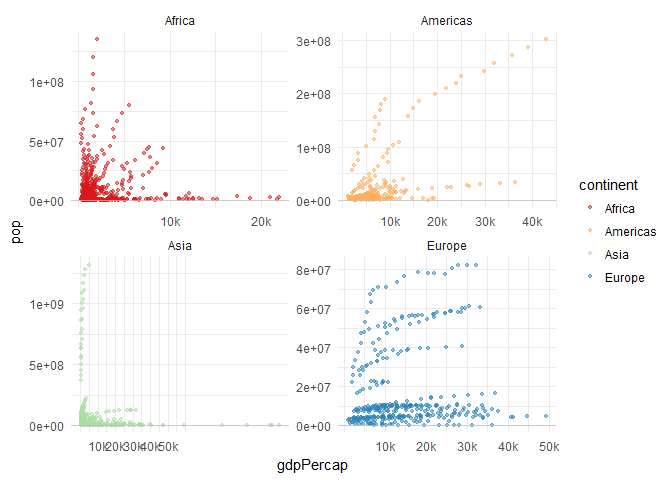 Africa
Americas
1e+08
5e+07
0e+00
10k
20k
3e+08
2e+08
1e+08
0e+00
10k
20k
30k
40k
pop
Asia
Europe
1e+09
5e+08
0e+00
10k20k30k40k50k
8e+07
6e+07
4e+07
2e+07
0e+00
10k
20k
30k
40k
50k
gdpPercap
continent
Africa
Americas
Asia
Europe